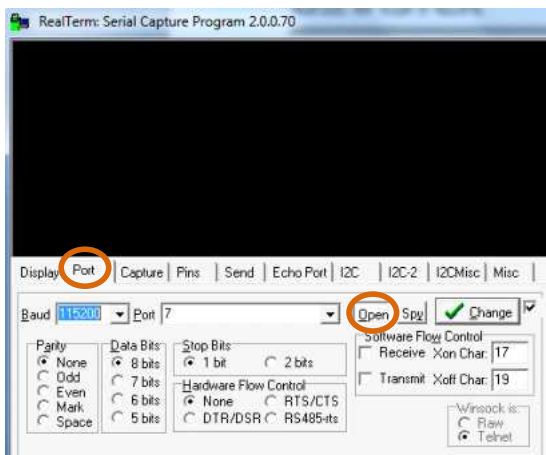 RealTerm: Serial Capture Program 2.0.0.70
Display Port Capture Pins Send Echo Port I2C I2C-2 I2CMisc Misc
Baud 115200 Port 7 Open Spy Change
Parity
None
Odd
Even
Mark
Space
Data Bits
8 bits
7 bits
6 bits
5 bits
Stop Bits
1 bit 2 bits
Hardware Flow Control
None RTS/CTS
DTR/DSR RS485-rts
Software Flow Control
Receive Xon Char: 17
Transmit Xoff Char: 19
Winsock is:
Raw
Telnet